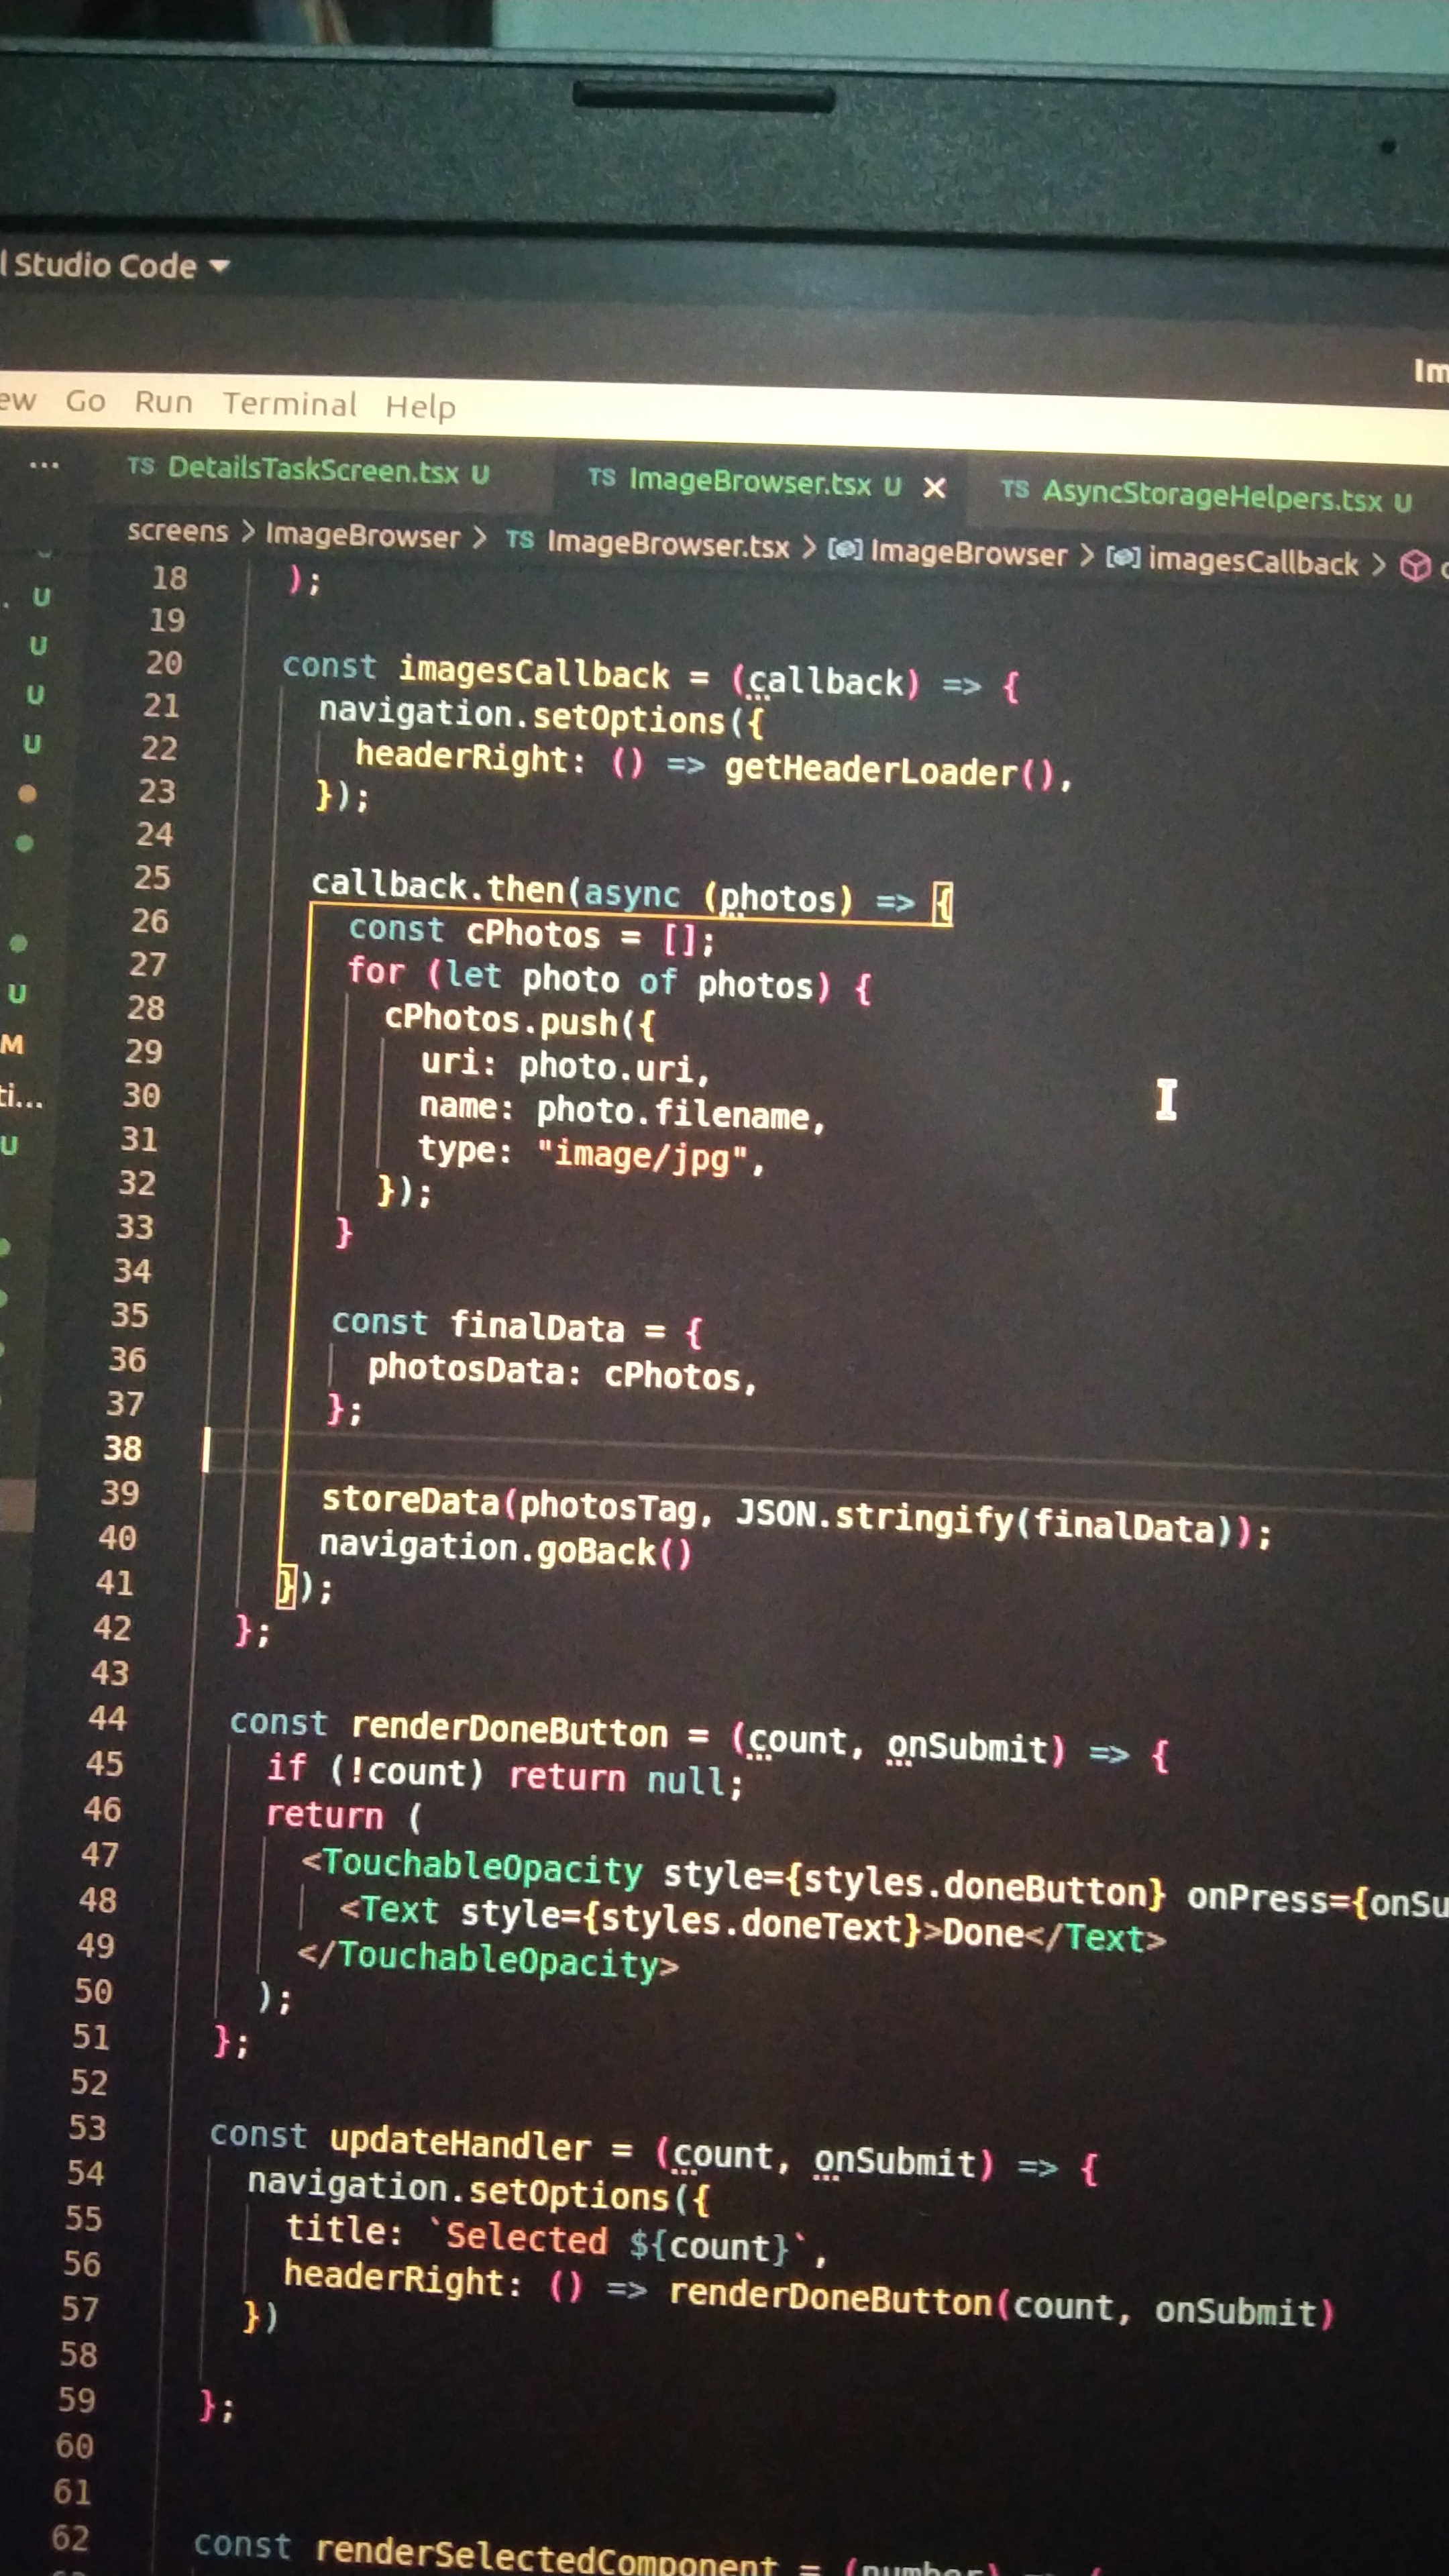 l Studio Code
Im
ew Go Run Terminal Help
... TS DetailsTaskScreen.tsx U TS ImageBrowser.tsx U × TS AsyncStorageHelpers.tsx U
screens > ImageBrowser > TS ImageBrowser.tsx > ImageBrowser > imagesCallback >
18 );
19
20 const imagesCallback = (callback) => {
21 navigation.setOptions({
22 headerRight: () => getHeaderLoader(),
23 });
24
25 callback.then(async (photos) => {
26 const cPhotos = [];
27 for (let photo of photos) {
28 cPhotos.push({
29 uri: photo.uri,
30 name: photo.filename,
31 type: "image/jpg",
32 });
33 }
34
35 const finalData = {
36 photosData: cPhotos,
37 };
38
39 storeData(photosTag, JSON.stringify(finalData));
40 navigation.goBack()
41 });
42 };
43
44 const renderDoneButton = (count, onSubmit) => {
45 if (!count) return null;
46 return (
47 <TouchableOpacity style={styles.doneButton} onPress={onSu
48 <Text style={styles.doneText}>Done</Text>
49 </TouchableOpacity>
50 );
51 };
52
53 const updateHandler = (count, onSubmit) => {
54 navigation.setOptions({
55 title: `Selected ${count}`,
56 headerRight: () => renderDoneButton(count, onSubmit)
57 })
58
59 };
60
61
62 const renderSelectedComponent = (number) => {
U
U
U
U
U
M
ti...
U